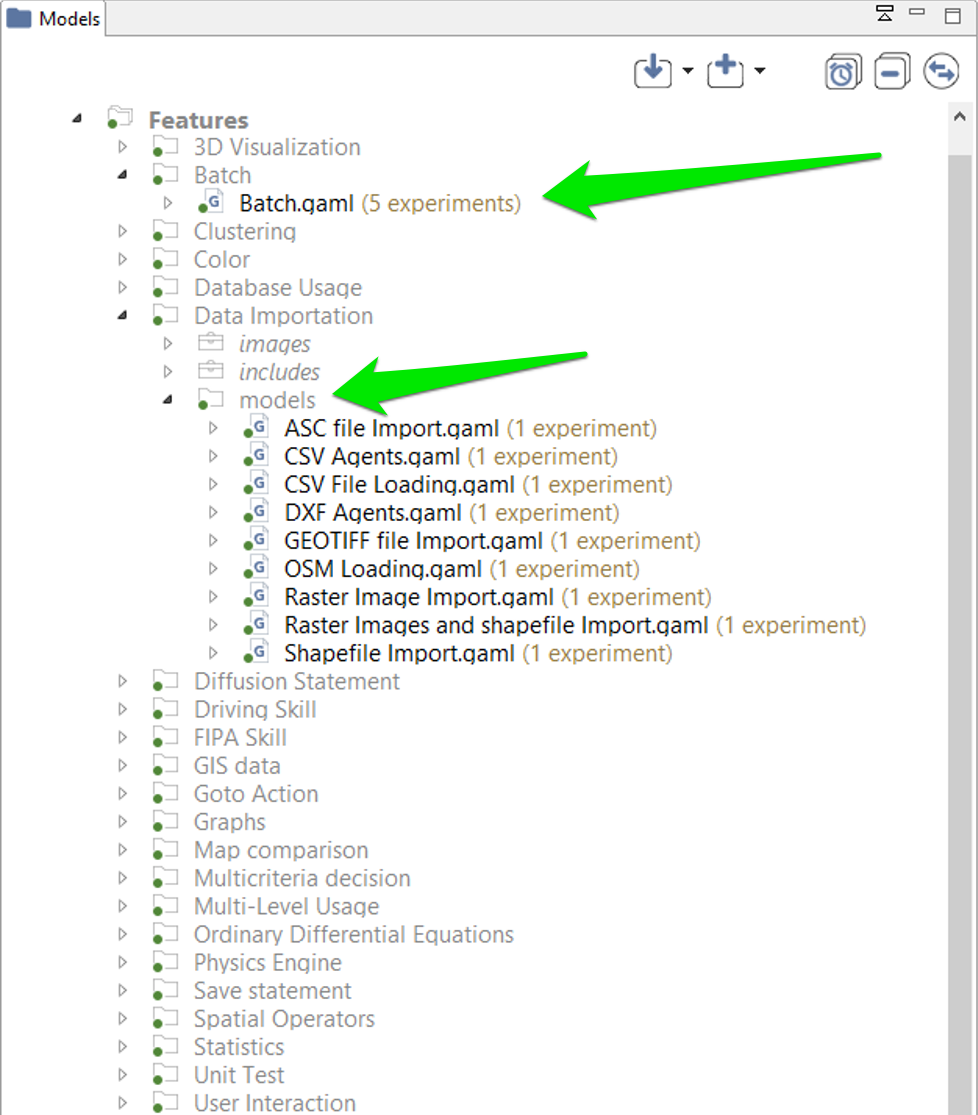 Models
Features
3D Visualization
Batch
Batch.gaml (5 experiments)
Clustering
Color
Database Usage
Data Importation
images
includes
models
ASC file Import.gaml (1 experiment)
CSV Agents.gaml (1 experiment)
CSV File Loading.gaml (1 experiment)
DXF Agents.gaml (1 experiment)
GEOTIFF file Import.gaml (1 experiment)
OSM Loading.gaml (1 experiment)
Raster Image Import.gaml (1 experiment)
Raster Images and shapefile Import.gaml (1 experiment)
Shapefile Import.gaml (1 experiment)
Diffusion Statement
Driving Skill
FIPA Skill
GIS data
Goto Action
Graphs
Map comparison
Multicriteria decision
Multi-Level Usage
Ordinary Differential Equations
Physics Engine
Save statement
Spatial Operators
Statistics
Unit Test
User Interaction